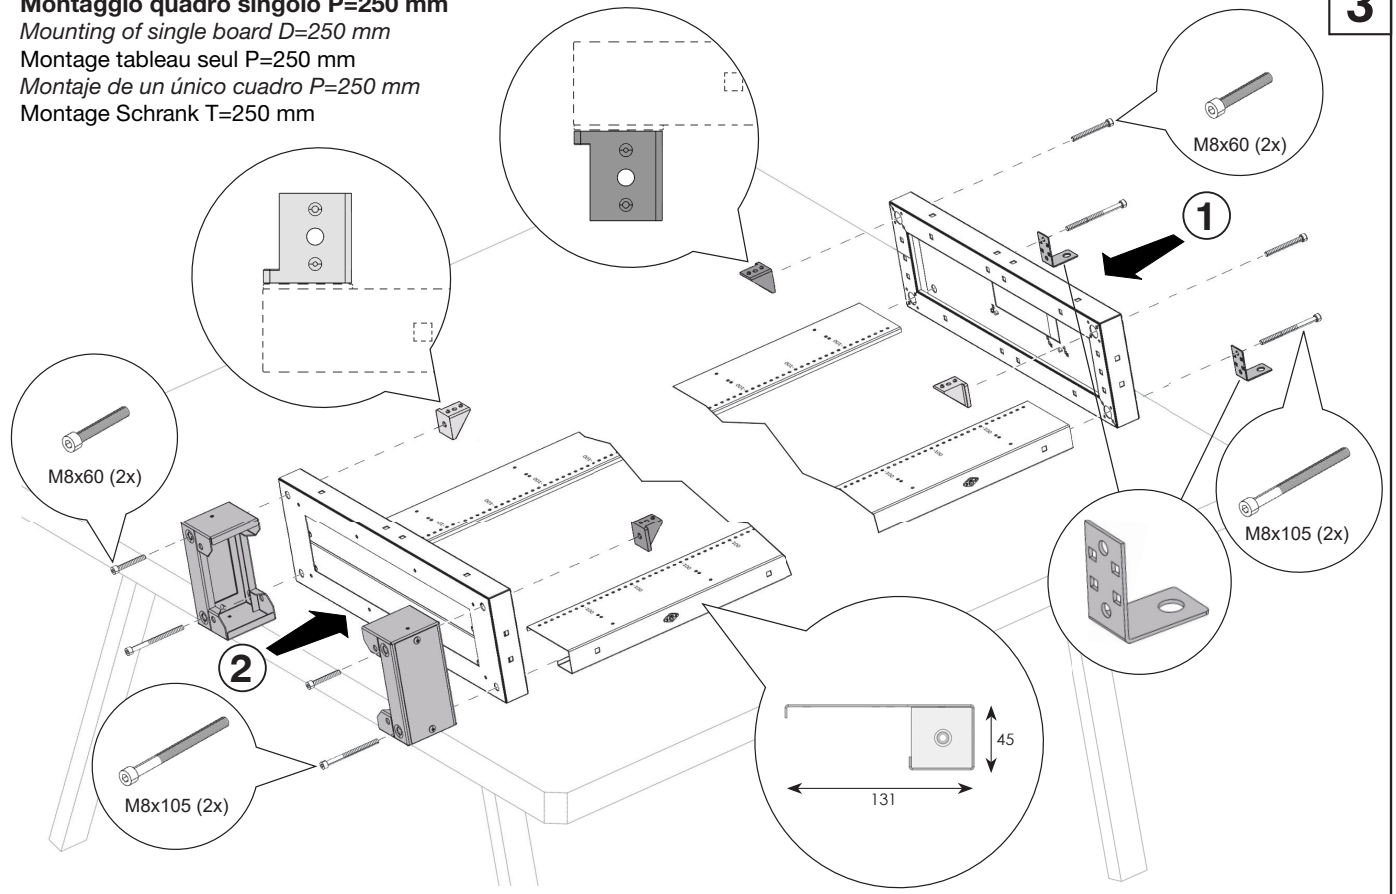 Montaggio quadro singolo P=250 mm
Mounting of single board D=250 mm
Montage tableau seul P=250 mm
Montaje de un único cuadro P=250 mm
Montage Schrank T=250 mm
3
M8x60 (2x)
1
M8x60 (2x)
M8x105 (2x)
2
M8x105 (2x)
45
131